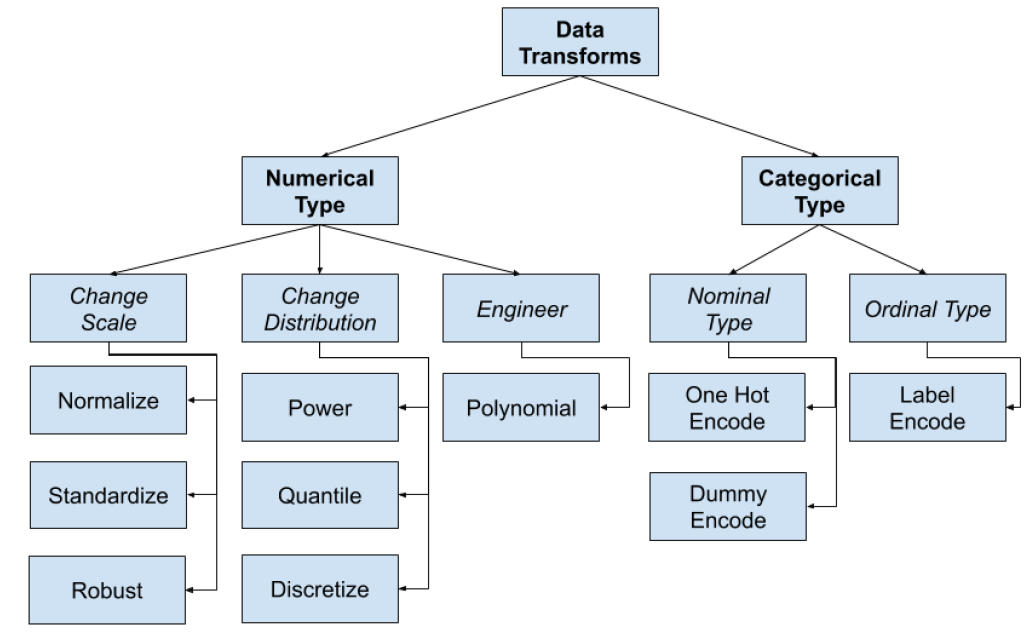 Data
Transforms
Numerical
Type
Categorical
Type
Change
Scale
Change
Distribution
Engineer
Nominal
Type
Ordinal Type
Normalize
Power
Polynomial
One Hot
Encode
Label
Encode
Standardize
Quantile
Dummy
Encode
Robust
Discretize